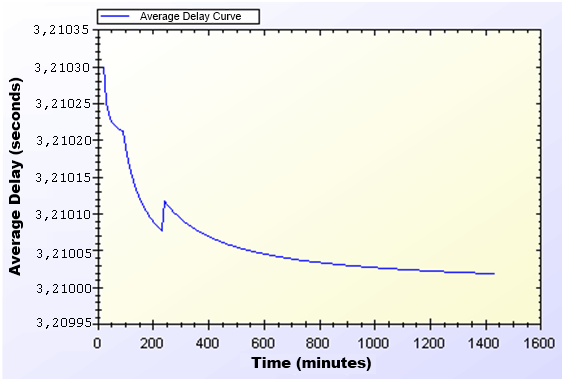 Average Delay Curve
3,21035
3,21030
3,21025
3,21020
3,21015
3,21010
3,21005
3,21000
3,20995
Average Delay (seconds)
0 200 400 600 800 1000 1200 1400 1600
Time (minutes)